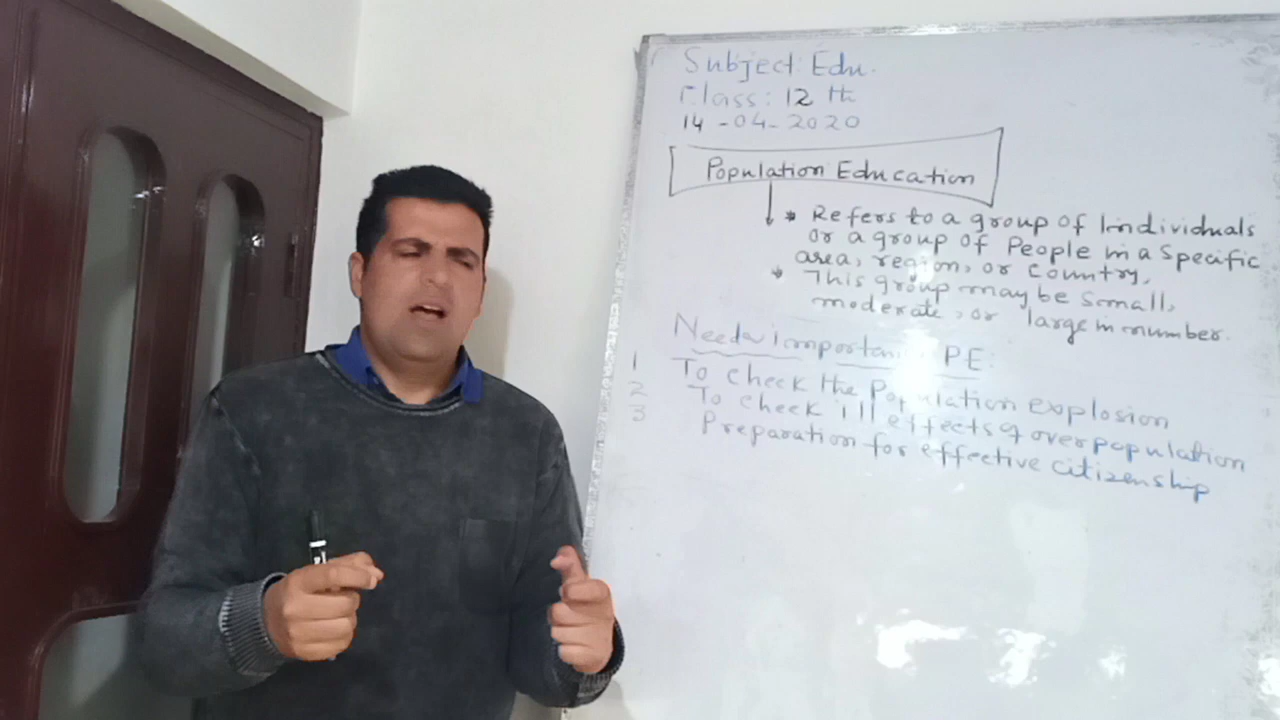 Subject: Edu.
Class: 12 th
14 -04-2020
Population Education
* Refers to a group of Individuals
or a group of People in a Specific
area, region, or Country,
* This group may be Small,
moderate, or large in number.
Need & important PE:
1 To check the Population explosion
2 To check ill effects of overpopulation
3 Preparation for effective citizenship